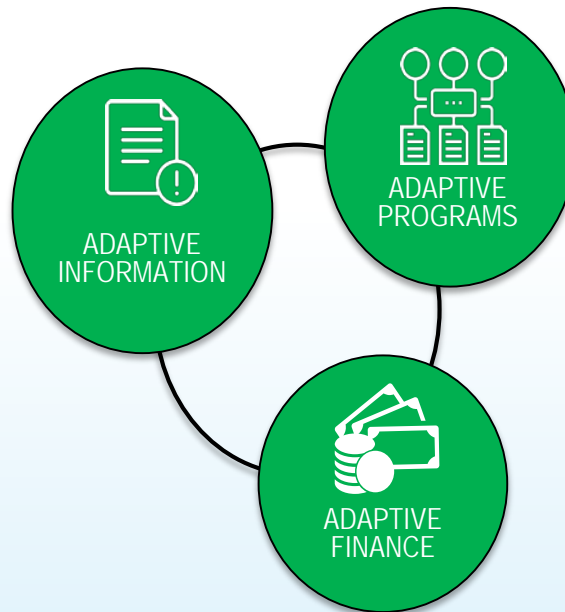 ADAPTIVE
INFORMATION
ADAPTIVE
PROGRAMS
ADAPTIVE
FINANCE